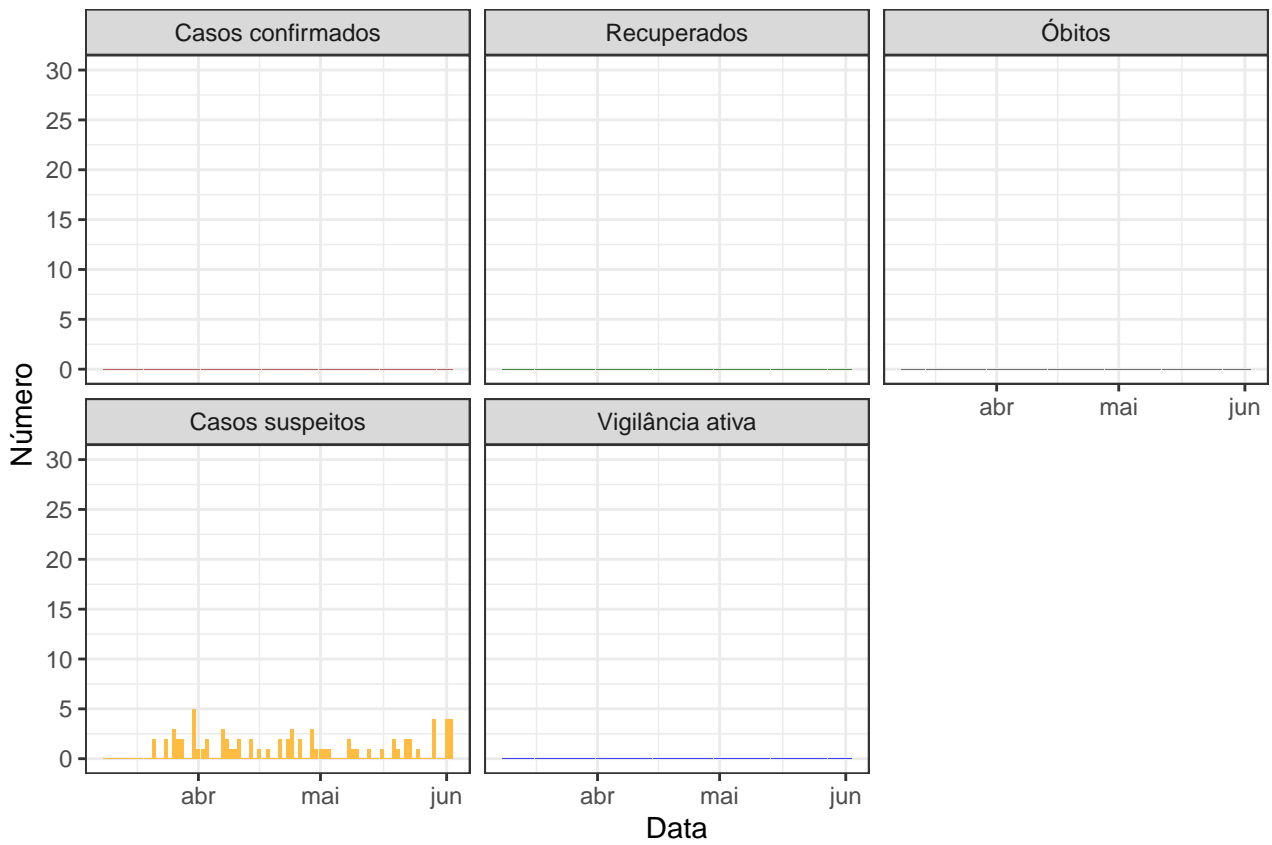 Casos confirmados
Recuperados
Óbitos
30
25
20
15
10
5
0
abr mai jun
Casos suspeitos
Vigilância ativa
30
25
20
15
10
5
0
abr mai jun
abr mai jun
Número
Data